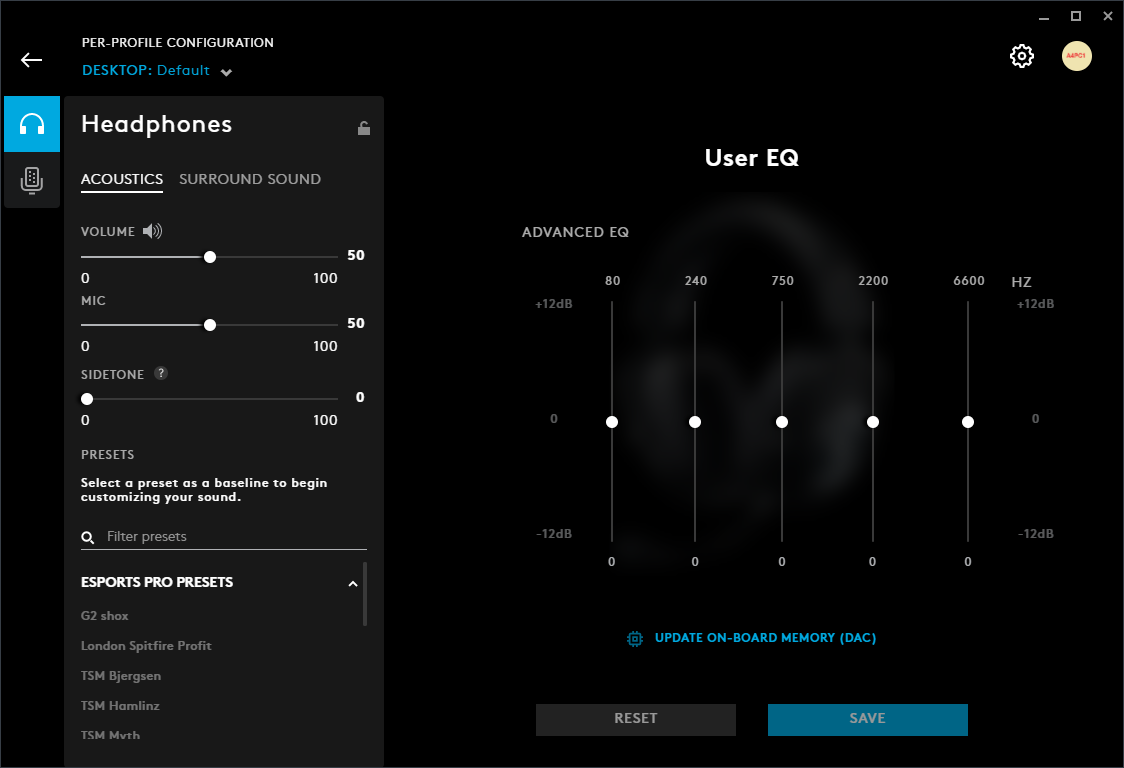 PER-PROFILE CONFIGURATION
DESKTOP: Default
Headphones
ACOUSTICS SURROUND SOUND
VOLUME
50
0 100
MIC
50
0 100
SIDETONE ?
0
0 100
PRESETS
Select a preset as a baseline to begin
customizing your sound.
Filter presets
ESPORTS PRO PRESETS
G2 shox
London Spitfire Profit
TSM Bjergsen
TSM Hamlinz
TSM Myth
User EQ
ADVANCED EQ
80 240 750 2200 6600 HZ
+12dB +12dB
0 0
-12dB -12dB
0 0 0 0 0
UPDATE ON-BOARD MEMORY (DAC)
RESET SAVE